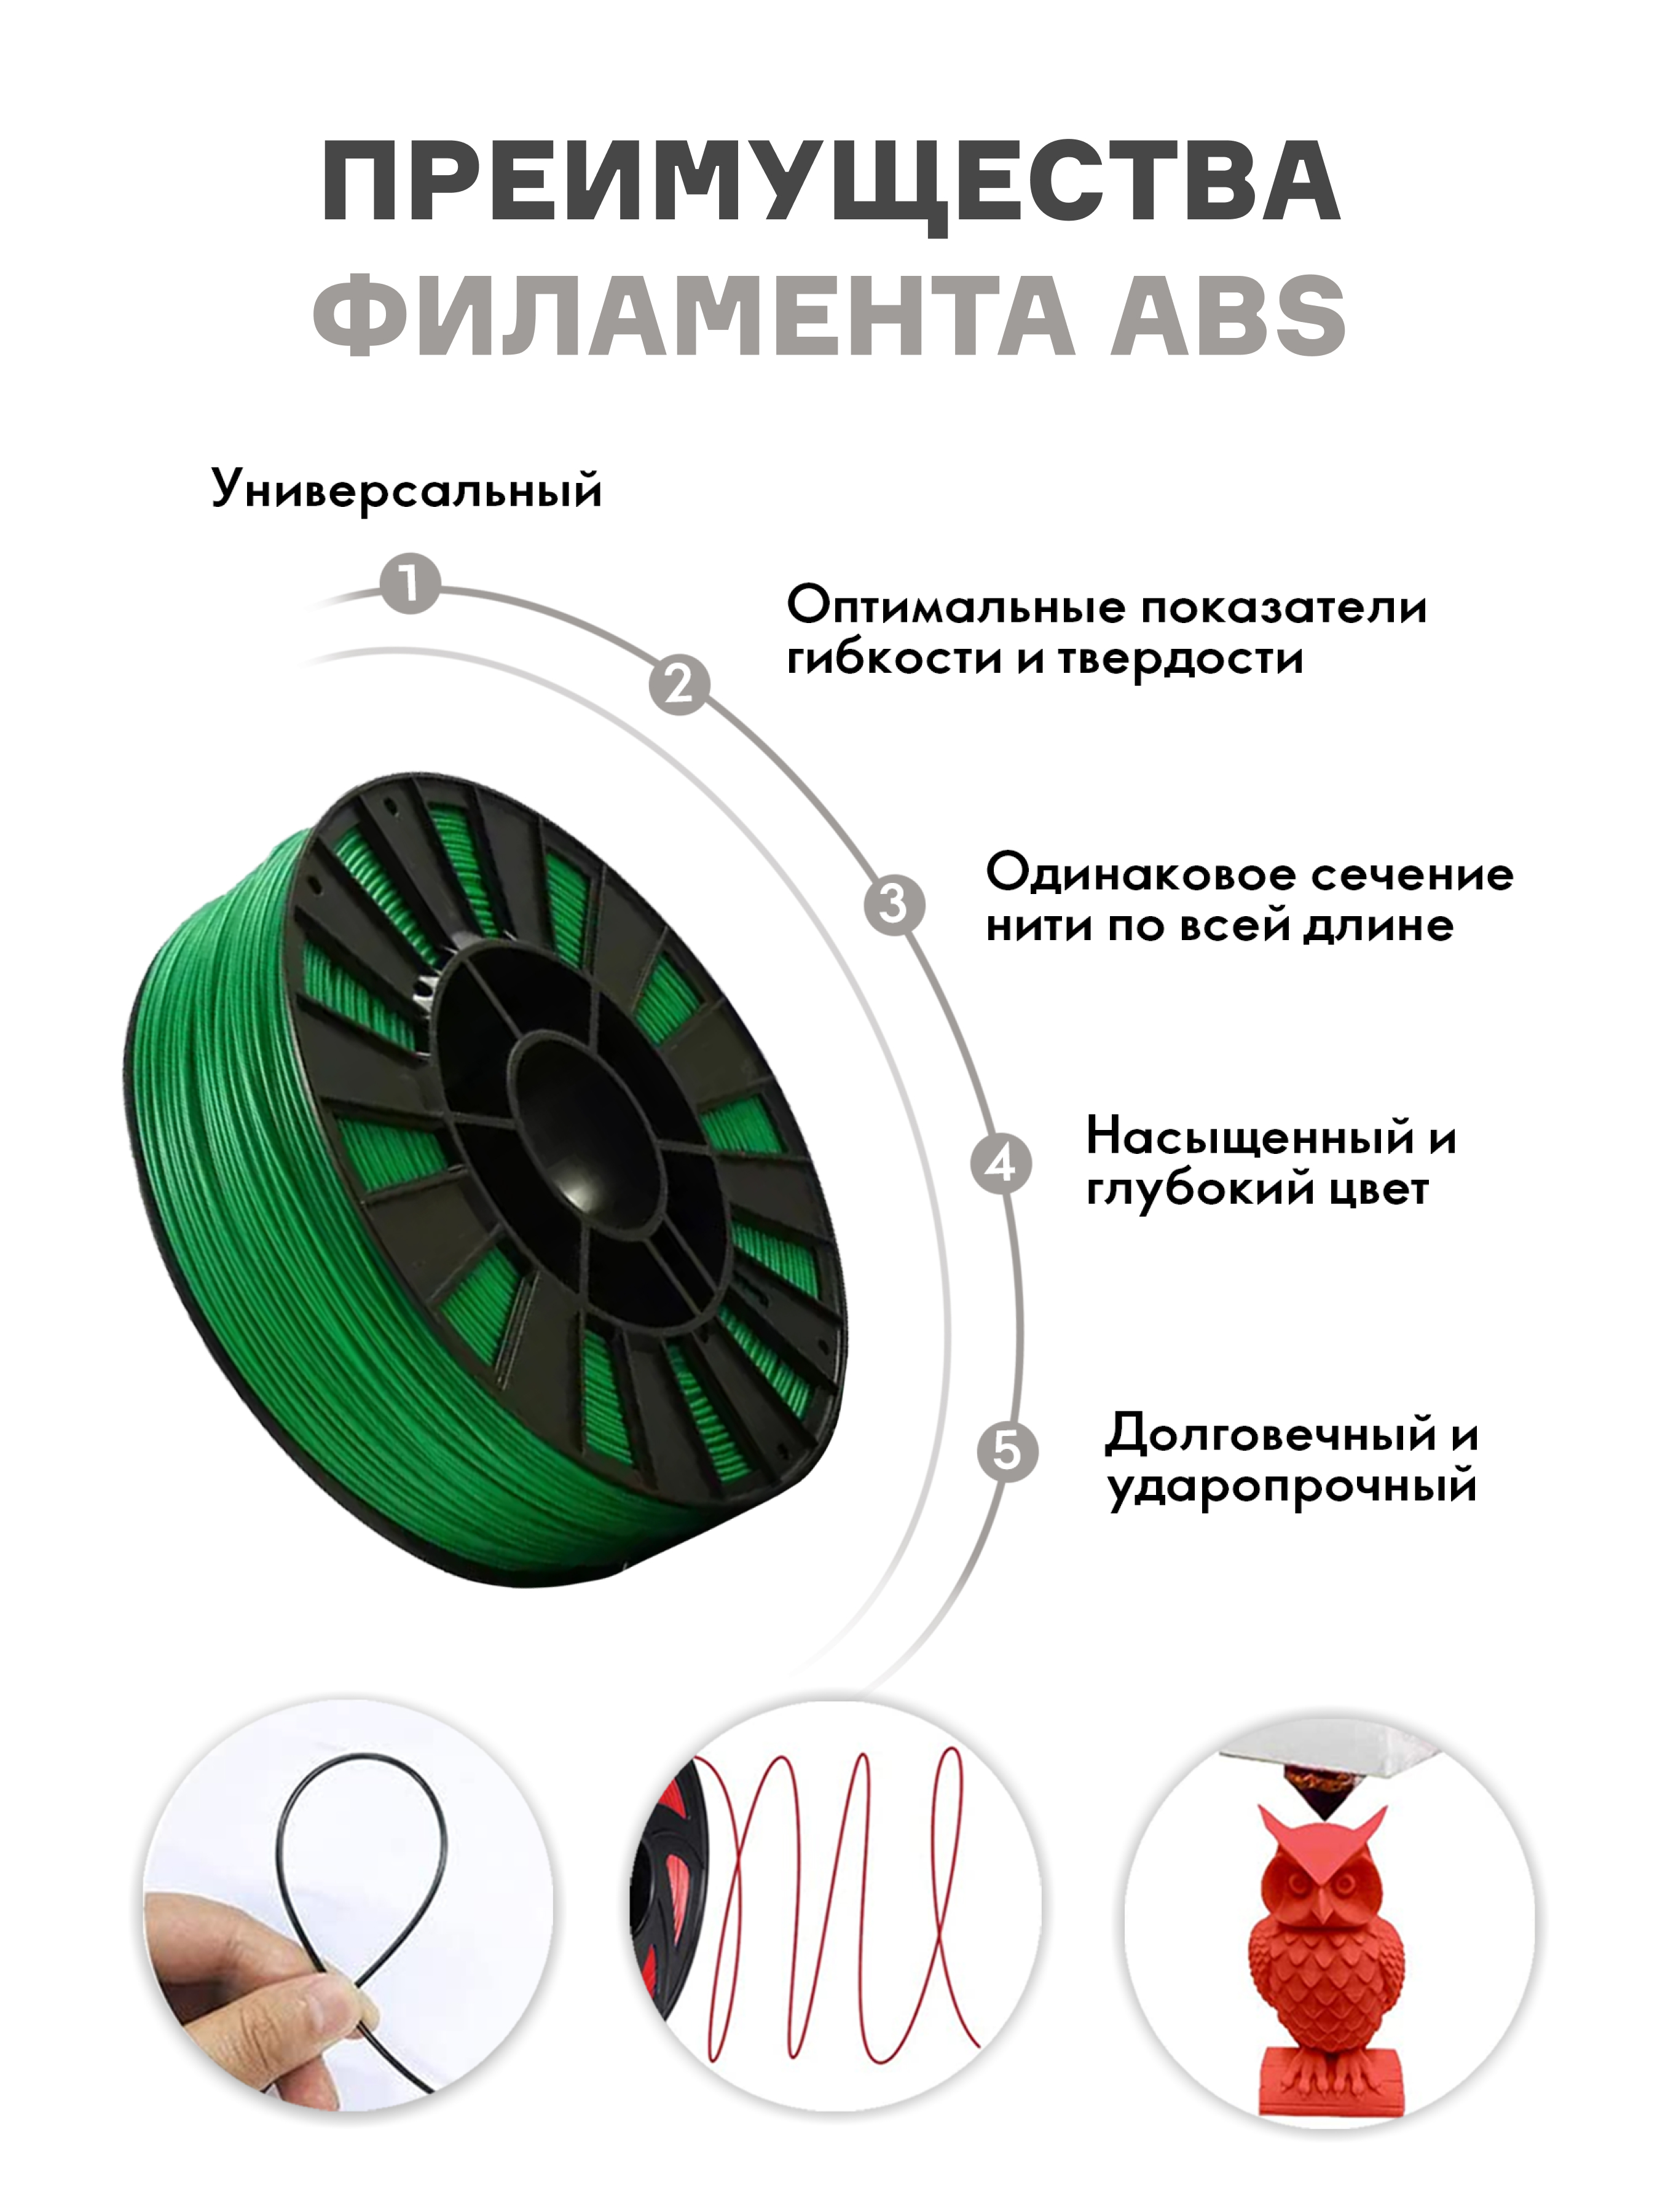 ПРЕИМУЩЕСТВА
ФИЛАМЕНТА ABS
Универсальный
1
Оптимальные показатели
гибкости и твердости
2
Одинаковое сечение
нити по всей длине
3
Насыщенный и
глубокий цвет
4
Долговечный и
ударопрочный
5